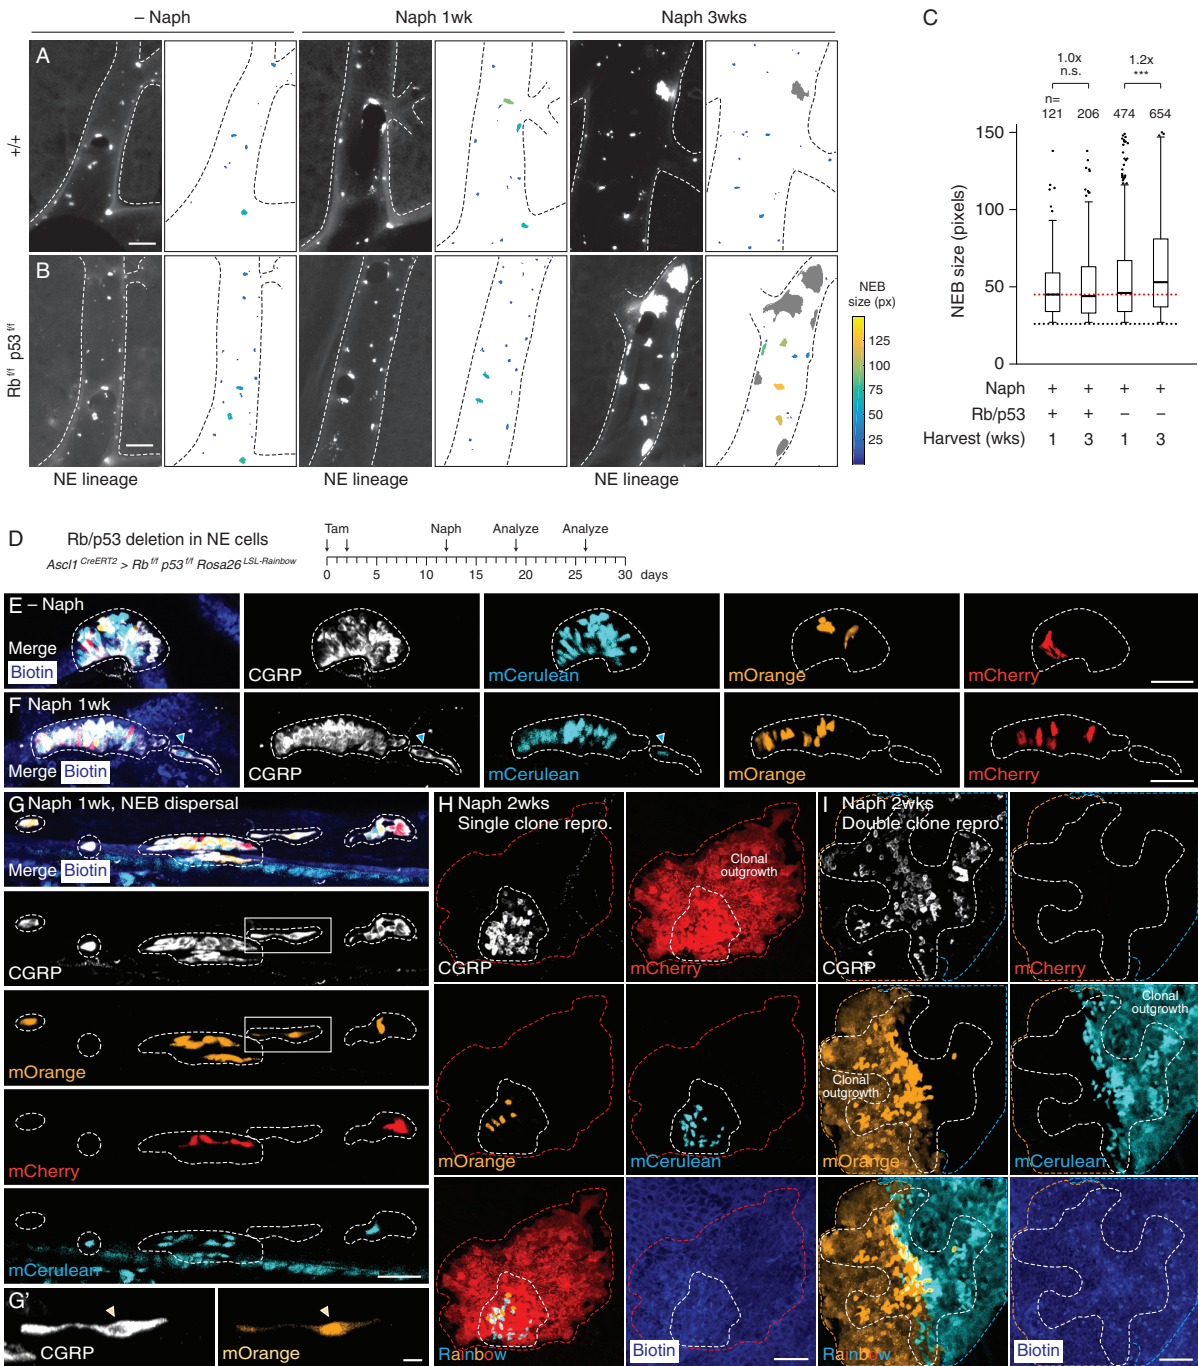 – Naph
Naph 1wk
Naph 3wks
A
+/+
B
Rb f/f p53 f/f
NE lineage
NE lineage
NE lineage
NEB
size (px)
125
100
75
50
25
C
1.0x
n.s.
1.2x
***
n=
121 206 474 654
NEB size (pixels)
150
100
50
0
Naph + + + +
Rb/p53 + + – –
Harvest (wks) 1 3 1 3
D
Rb/p53 deletion in NE cells
Ascl1 CreERT2 > Rb f/f p53 f/f Rosa26 LSL-Rainbow
Tam Naph Analyze Analyze
0 5 10 15 20 25 30 days
E – Naph
Merge
Biotin
CGRP
mCerulean
mOrange
mCherry
F Naph 1wk
Merge Biotin
CGRP
mCerulean
mOrange
mCherry
G Naph 1wk, NEB dispersal
Merge Biotin
CGRP
mOrange
mCherry
mCerulean
G'
CGRP
mOrange
H Naph 2wks
Single clone repro.
CGRP
Clonal
outgrowth
mCherry
mOrange
mCerulean
Rainbow
Biotin
I Naph 2wks
Double clone repro.
CGRP
mCherry
Clonal
outgrowth
mOrange
Clonal
outgrowth
mCerulean
Rainbow
Biotin